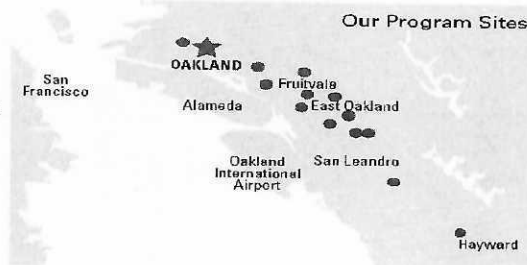 Our Program Sites
OAKLAND
San
Francisco
Fruitvale
Alameda
East Oakland
Oakland
International
Airport
San Leandro
Hayward